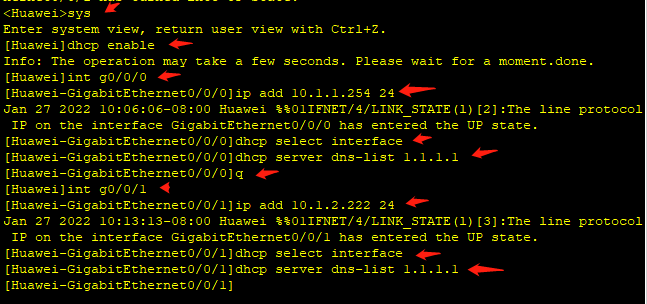 <Huawei>sys
Enter system view, return user view with Ctrl+Z.
[Huawei]dhcp enable
Info: The operation may take a few seconds. Please wait for a moment.done.
[Huawei]int g0/0/0
[Huawei-GigabitEthernet0/0/0]ip add 10.1.1.254 24
Jan 27 2022 10:06:06-08:00 Huawei %%01IFNET/4/LINK_STATE(l)[2]:The line protocol
IP on the interface GigabitEthernet0/0/0 has entered the UP state.
[Huawei-GigabitEthernet0/0/0]dhcp select interface
[Huawei-GigabitEthernet0/0/0]dhcp server dns-list 1.1.1.1
[Huawei-GigabitEthernet0/0/0]q
[Huawei]int g0/0/1
[Huawei-GigabitEthernet0/0/1]ip add 10.1.2.222 24
Jan 27 2022 10:13:13-08:00 Huawei %%01IFNET/4/LINK_STATE(l)[3]:The line protocol
IP on the interface GigabitEthernet0/0/1 has entered the UP state.
[Huawei-GigabitEthernet0/0/1]dhcp select interface
[Huawei-GigabitEthernet0/0/1]dhcp server dns-list 1.1.1.1
[Huawei-GigabitEthernet0/0/1]